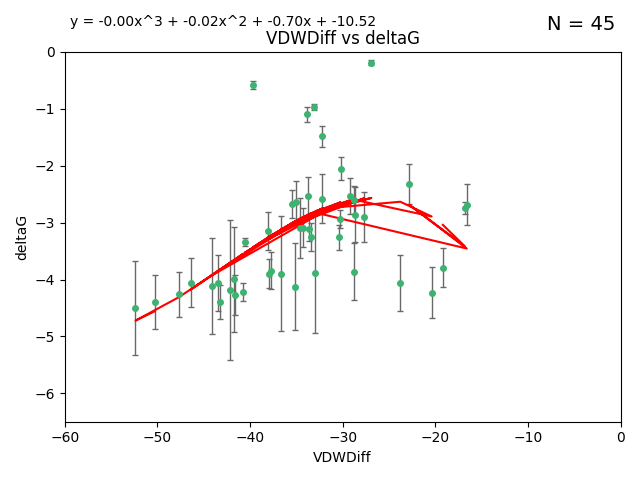 y = -0.00x^3 + -0.02x^2 + -0.70x + -10.52
N = 45
VDWDiff vs deltaG
0
−1
−2
−3
−4
−5
−6
deltaG
−60 −50 −40 −30 −20 −10 0
VDWDiff